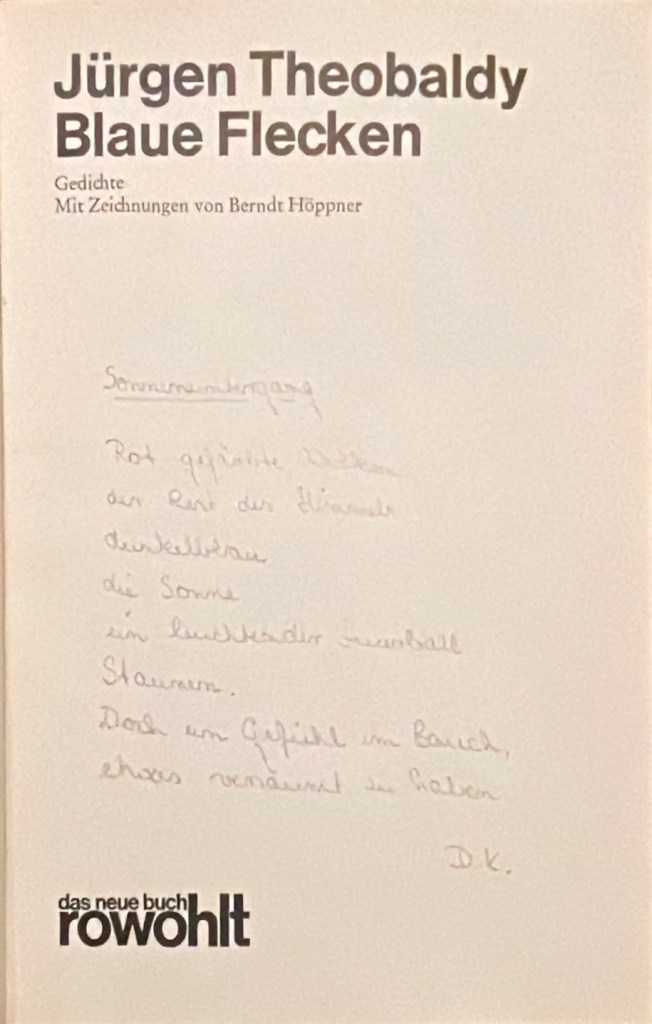 Jürgen Theobaldy
Blaue Flecken
Gedichte
Mit Zeichnungen von Berndt Höppner
Sonnenuntergang
Rot gefärbte Wolken
der Rest des Himmels
dunkelblau
die Sonne
ein leuchtender Feuerball
Staunen.
Doch ein Gefühl im Bauch,
etwas versäumt zu haben
D.K.
das neue buch
rowohlt